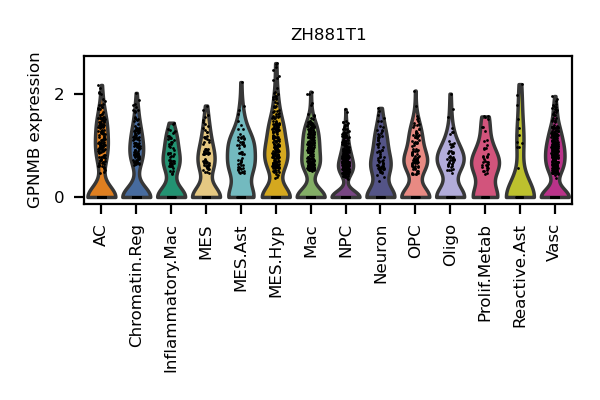 ZH881T1
GPNMB expression
2
0
AC
Chromatin.Reg
Inflammatory.Mac
MES
MES.Ast
MES.Hyp
Mac
NPC
Neuron
OPC
Oligo
Prolif.Metab
Reactive.Ast
Vasc